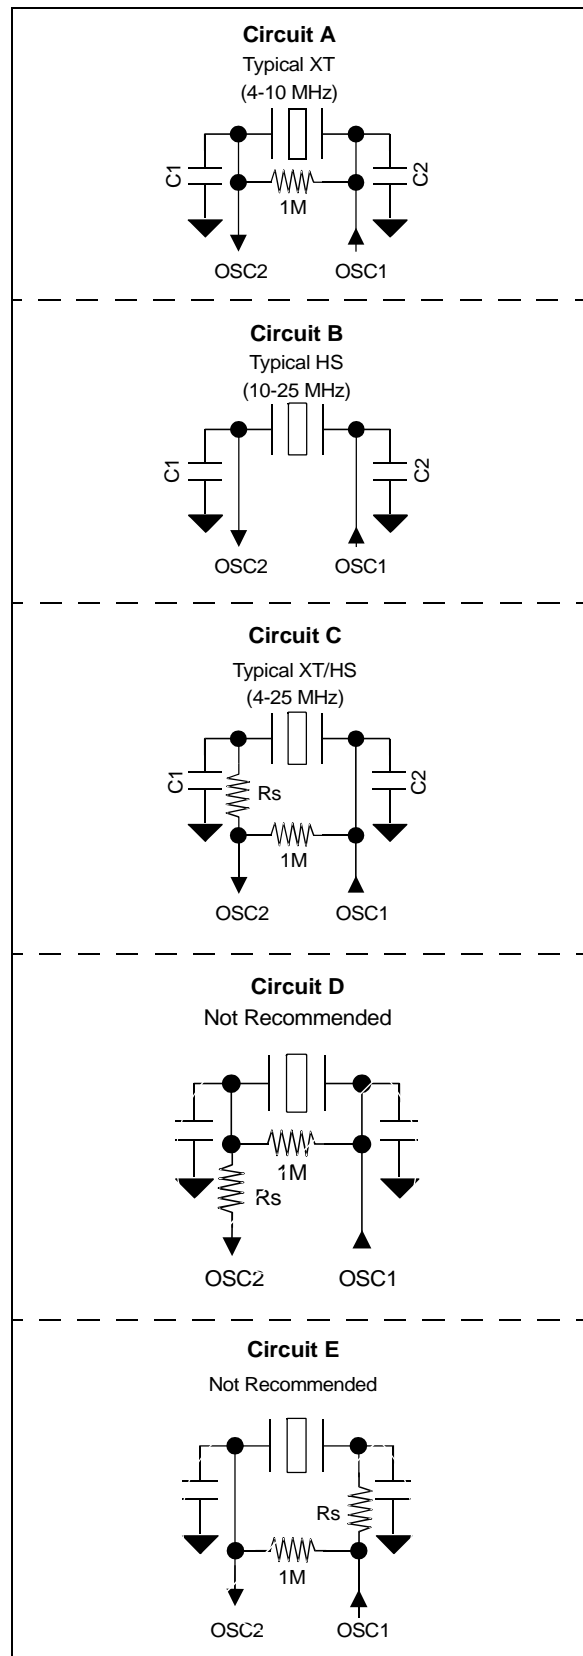 Circuit A
Typical XT
(4-10 MHz)
C1
C2
1M
OSC2
OSC1
Circuit B
Typical HS
(10-25 MHz)
C1
C2
OSC2
OSC1
Circuit C
Typical XT/HS
(4-25 MHz)
C1
Rs
C2
1M
OSC2
OSC1
Circuit D
Not Recommended
1M
Rs
OSC2
OSC1
Circuit E
Not Recommended
Rs
1M
OSC2
OSC1